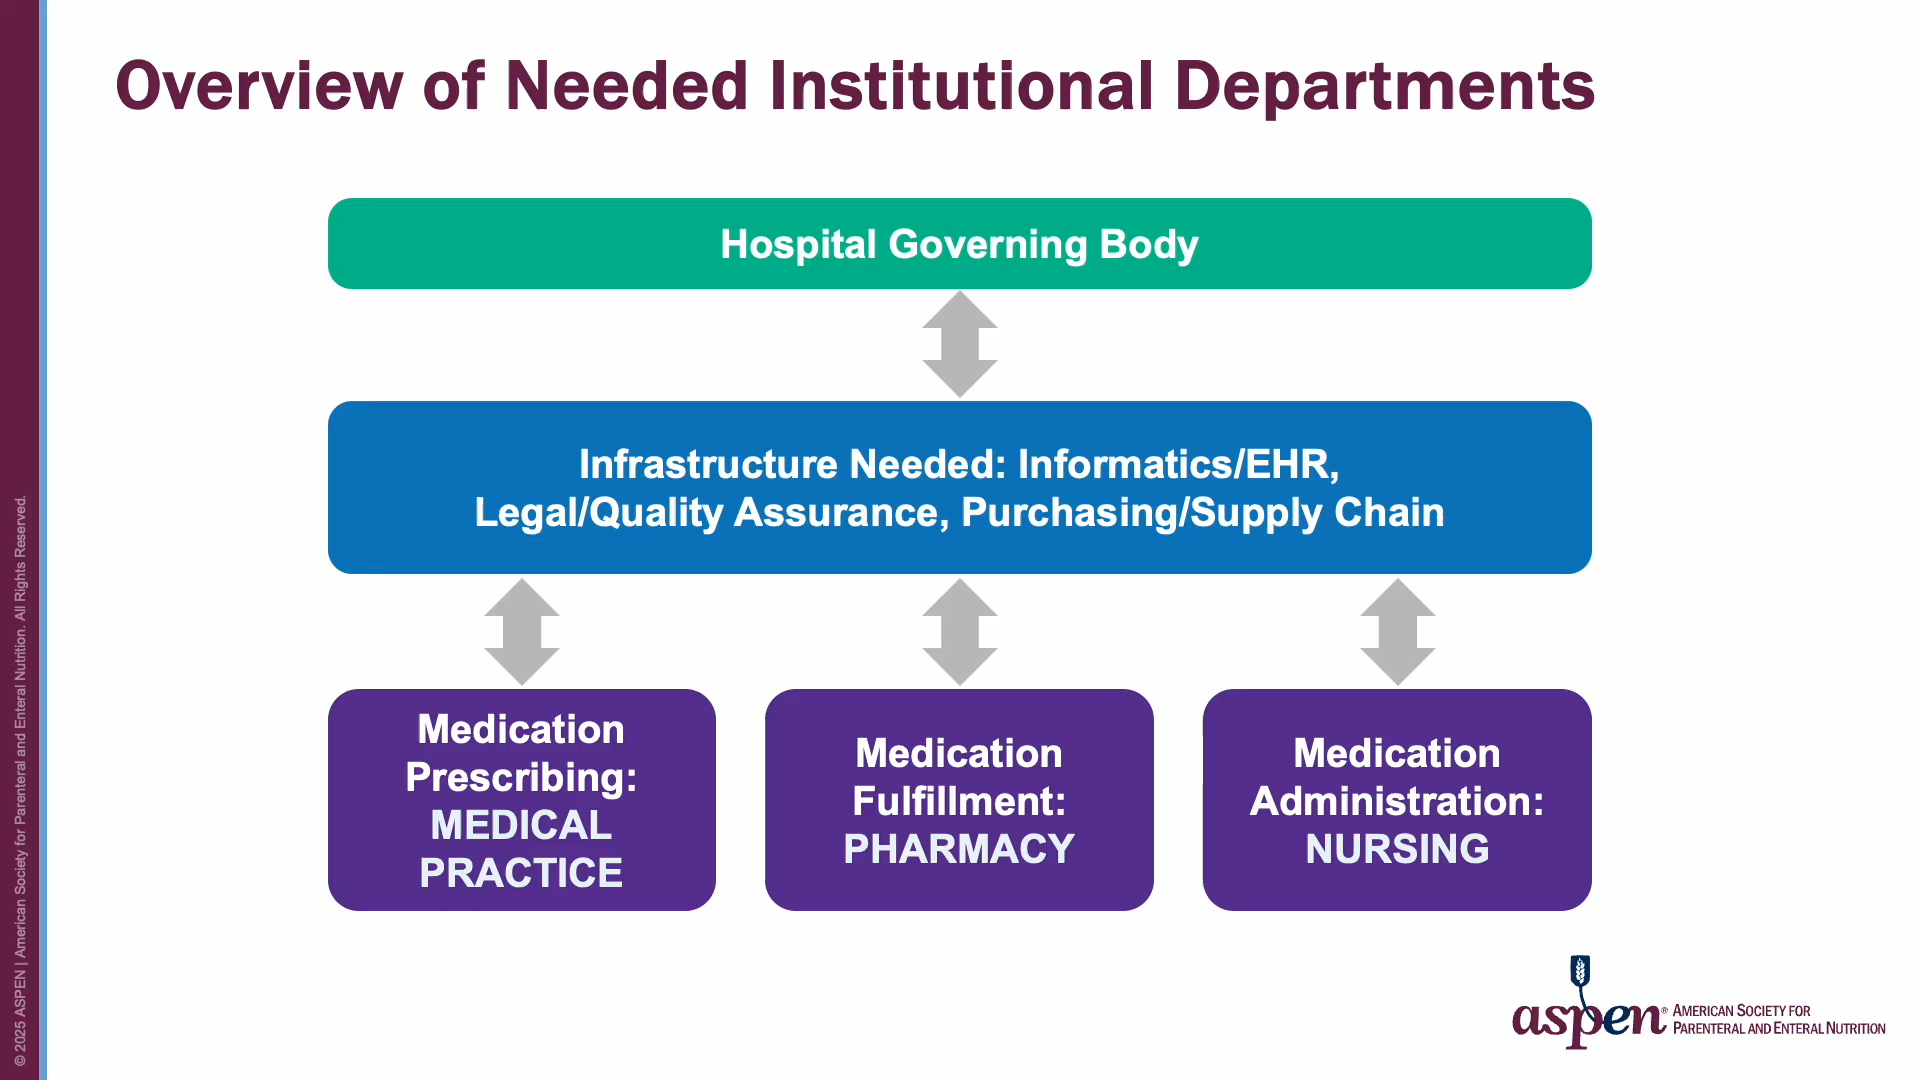 Overview of Needed Institutional Departments
Hospital Governing Body
Infrastructure Needed: Informatics/EHR,
Legal/Quality Assurance, Purchasing/Supply Chain
Medication
Prescribing:
MEDICAL
PRACTICE
Medication
Fulfillment:
PHARMACY
Medication
Administration:
NURSING
© 2025 ASPEN | American Society for Parenteral and Enteral Nutrition. All Rights Reserved.
aspen®
AMERICAN SOCIETY FOR
PARENTERAL AND ENTERAL NUTRITION